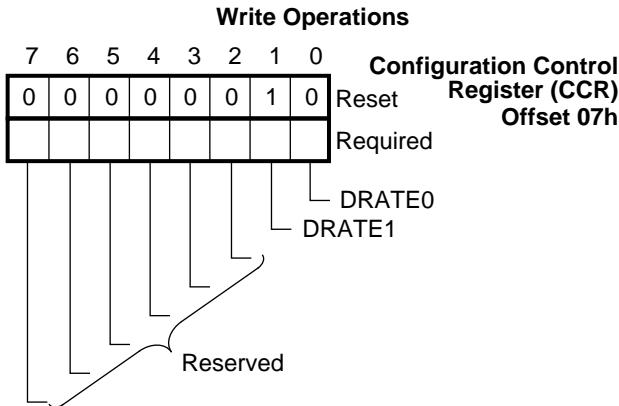 Write Operations
7 6 5 4 3 2 1 0
Configuration Control
Register (CCR)
Offset 07h
0 0 0 0 0 0 1 0 Reset
Required
DRATE0
DRATE1
Reserved